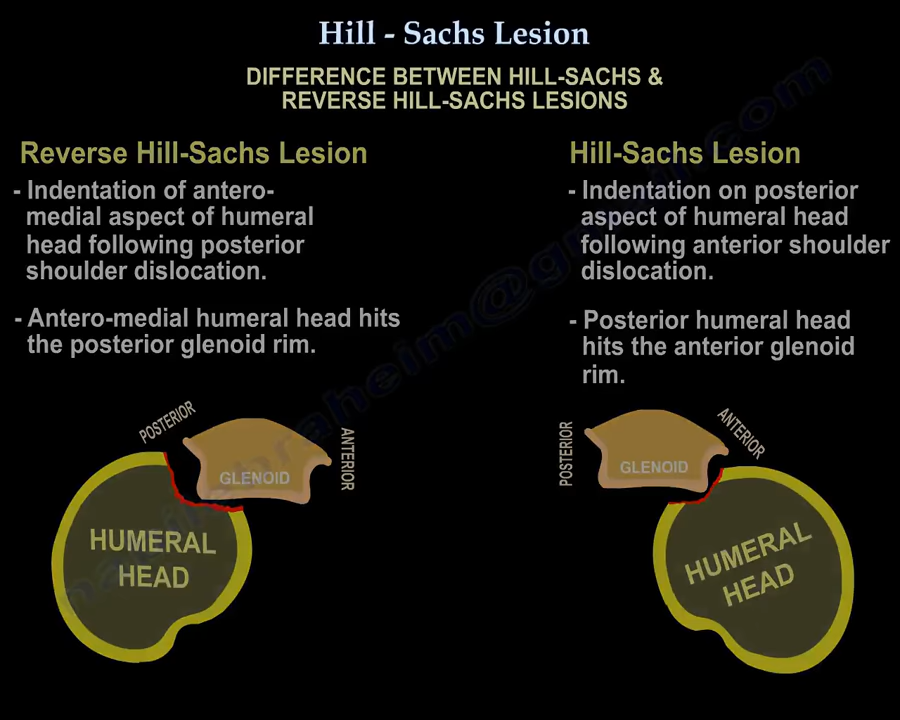 Hill - Sachs Lesion
DIFFERENCE BETWEEN HILL-SACHS &
REVERSE HILL-SACHS LESIONS
Reverse Hill-Sachs Lesion
- Indentation of antero-
medial aspect of humeral
head following posterior
shoulder dislocation.
- Antero-medial humeral head hits
the posterior glenoid rim.
POSTERIOR
ANTERIOR
GLENOID
HUMERAL
HEAD
Hill-Sachs Lesion
- Indentation on posterior
aspect of humeral head
following anterior shoulder
dislocation.
- Posterior humeral head
hits the anterior glenoid
rim.
POSTERIOR
ANTERIOR
GLENOID
HUMERAL
HEAD